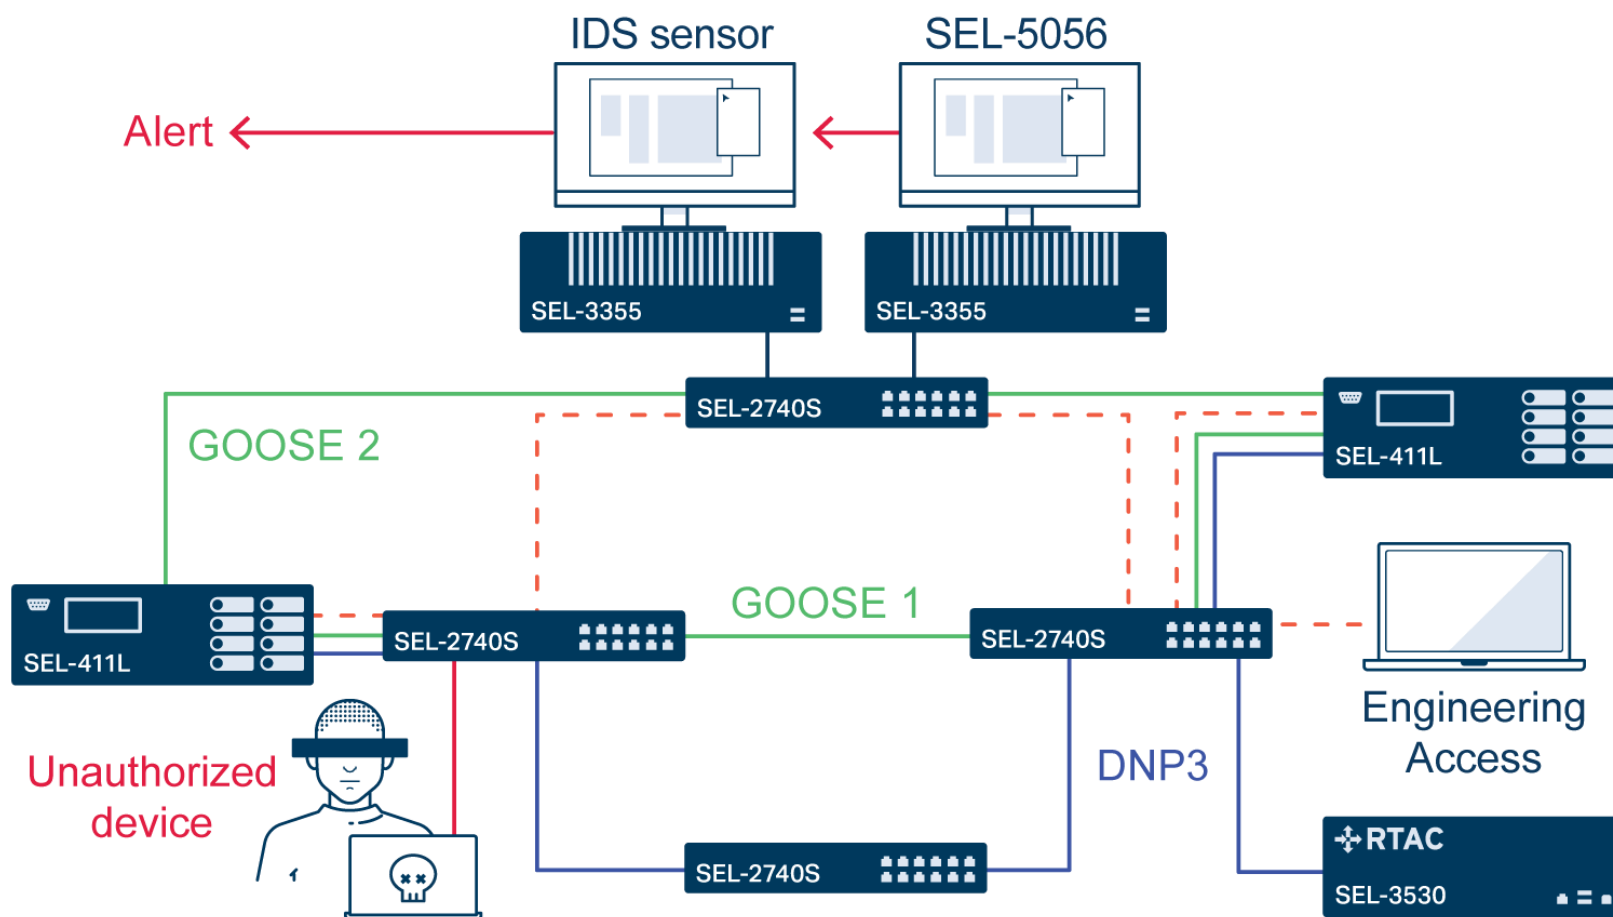 IDS sensor
SEL-5056
Alert
SEL-3355
SEL-3355
SEL-2740S
GOOSE 2
SEL-411L
GOOSE 1
SEL-411L
SEL-2740S
SEL-2740S
Engineering
Access
Unauthorized
device
DNP3
SEL-2740S
RTAC
SEL-3530